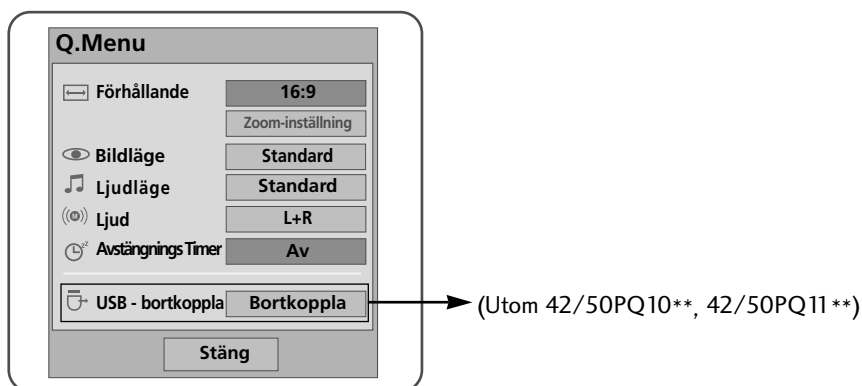 Q.Menu
Förhållande 16:9
Zoom-inställning
Bildläge Standard
Ljudläge Standard
Ljud L+R
Avstängnings Timer Av
USB - bortkoppla Bortkoppla
(Utom 42/50PQ10**, 42/50PQ11**)
Stäng